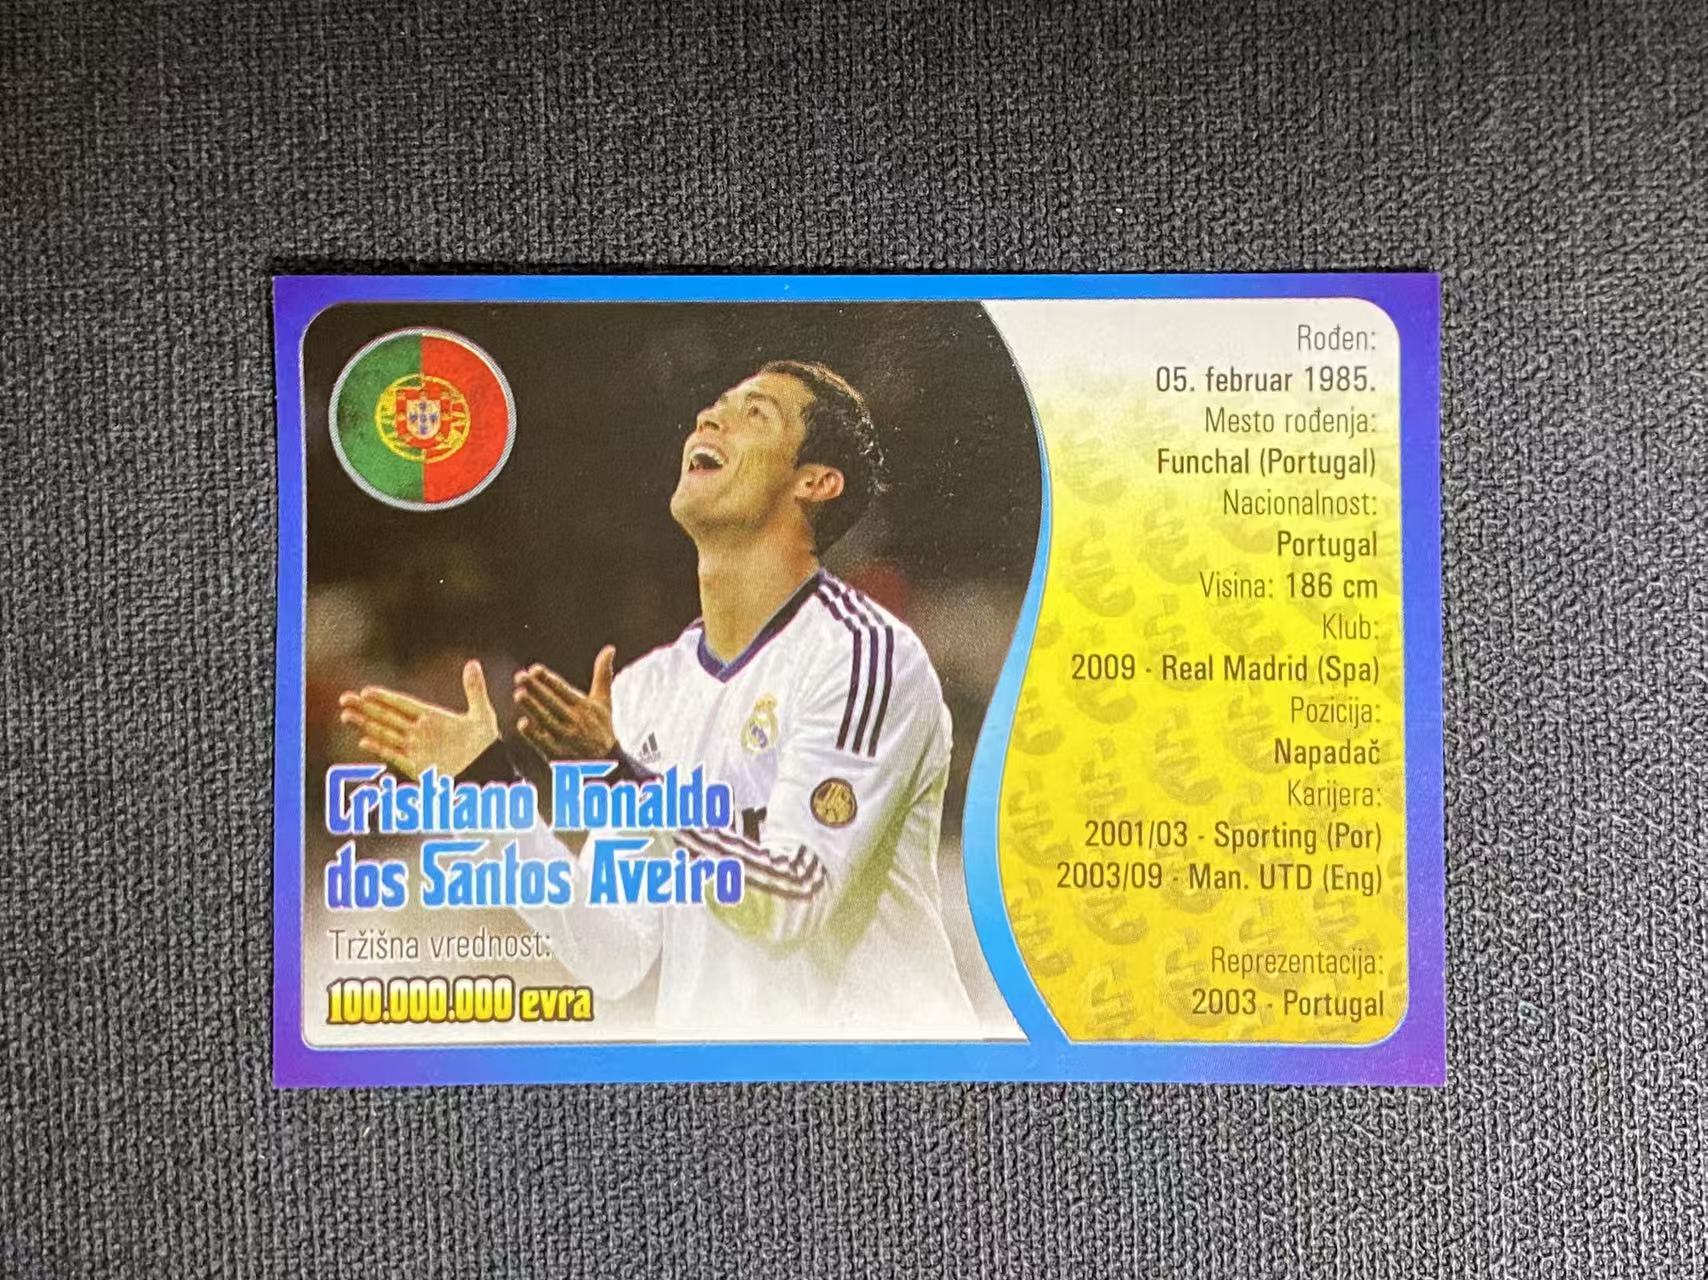 Cristiano Ronaldo
dos Santos Aveiro
Tržišna vrednost:
100.000.000 evra
Rođen:
05. februar 1985.
Mesto rođenja:
Funchal (Portugal)
Nacionalnost:
Portugal
Visina: 186 cm
Klub:
2009 - Real Madrid (Spa)
Pozicija:
Napadač
Karijera:
2001/03 - Sporting (Por)
2003/09 - Man. UTD (Eng)
Reprezentacija:
2003 - Portugal